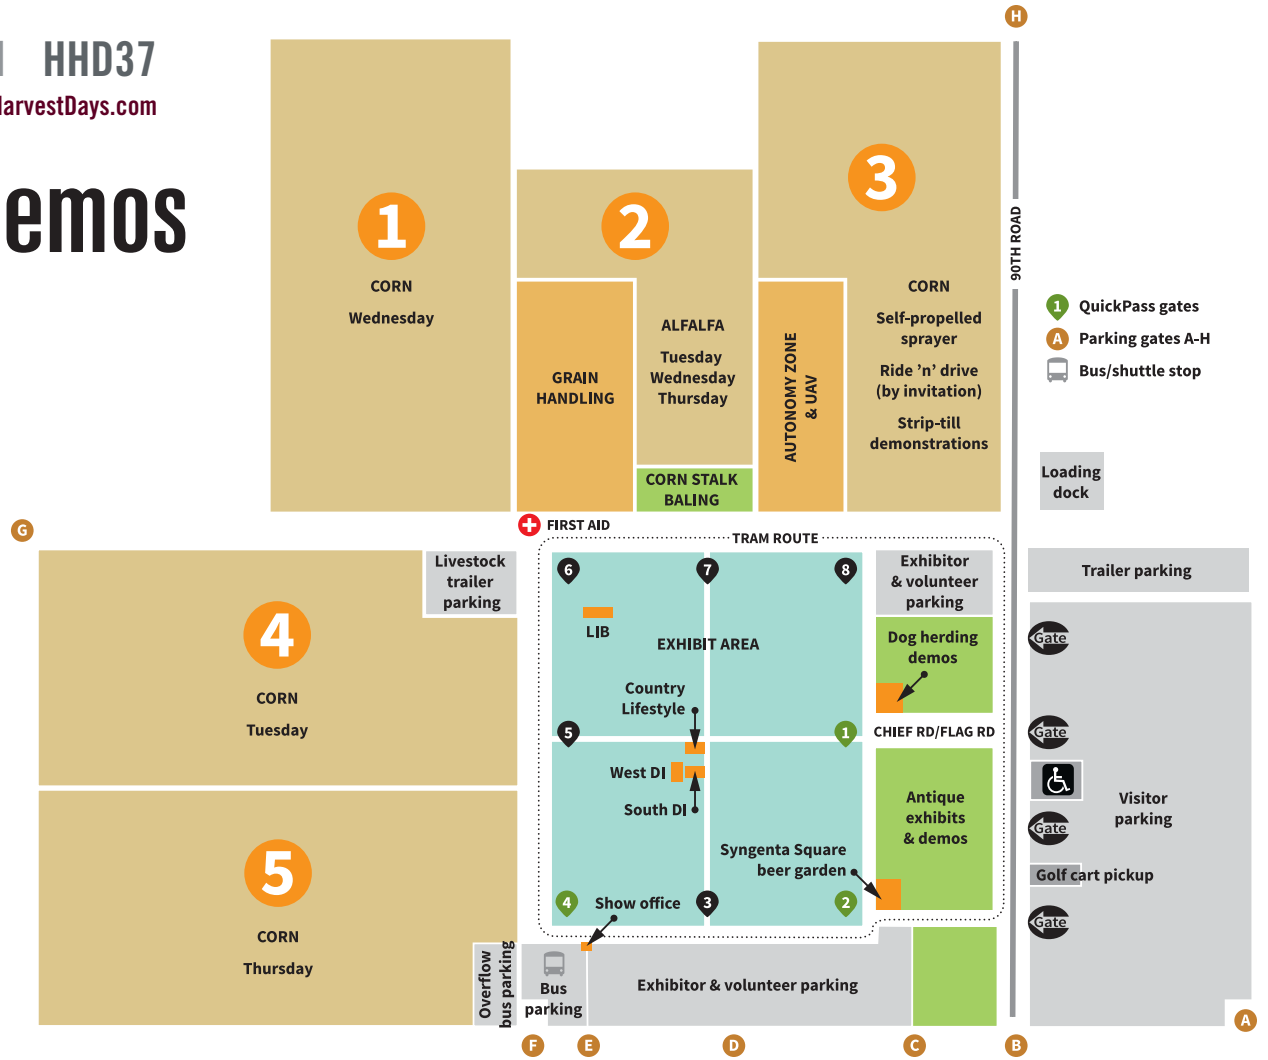 HHD37
HarvestDays.com
emos
H
90TH ROAD
1
CORN
Wednesday
2
ALFALFA
Tuesday
Wednesday
Thursday
GRAIN
HANDLING
CORN STALK
BALING
3
CORN
Self-propelled
sprayer
Ride ’n’ drive
(by invitation)
Strip-till
demonstrations
AUTONOMY ZONE
& UAV
1 QuickPass gates
A Parking gates A-H
Bus/shuttle stop
Loading
dock
G
FIRST AID
TRAM ROUTE
Livestock
trailer
parking
4
CORN
Tuesday
5
CORN
Thursday
6
7
8
LIB
EXHIBIT AREA
Country
Lifestyle
5
1
West DI
South DI
Syngenta Square
beer garden
4
Show office
3
2
Exhibitor
& volunteer
parking
Dog herding
demos
CHIEF RD/FLAG RD
Antique
exhibits
& demos
Trailer parking
Gate
Gate
Visitor
parking
Gate
Golf cart pickup
Gate
Overflow
bus parking
Bus
parking
Exhibitor & volunteer parking
F
E
D
C
B
A